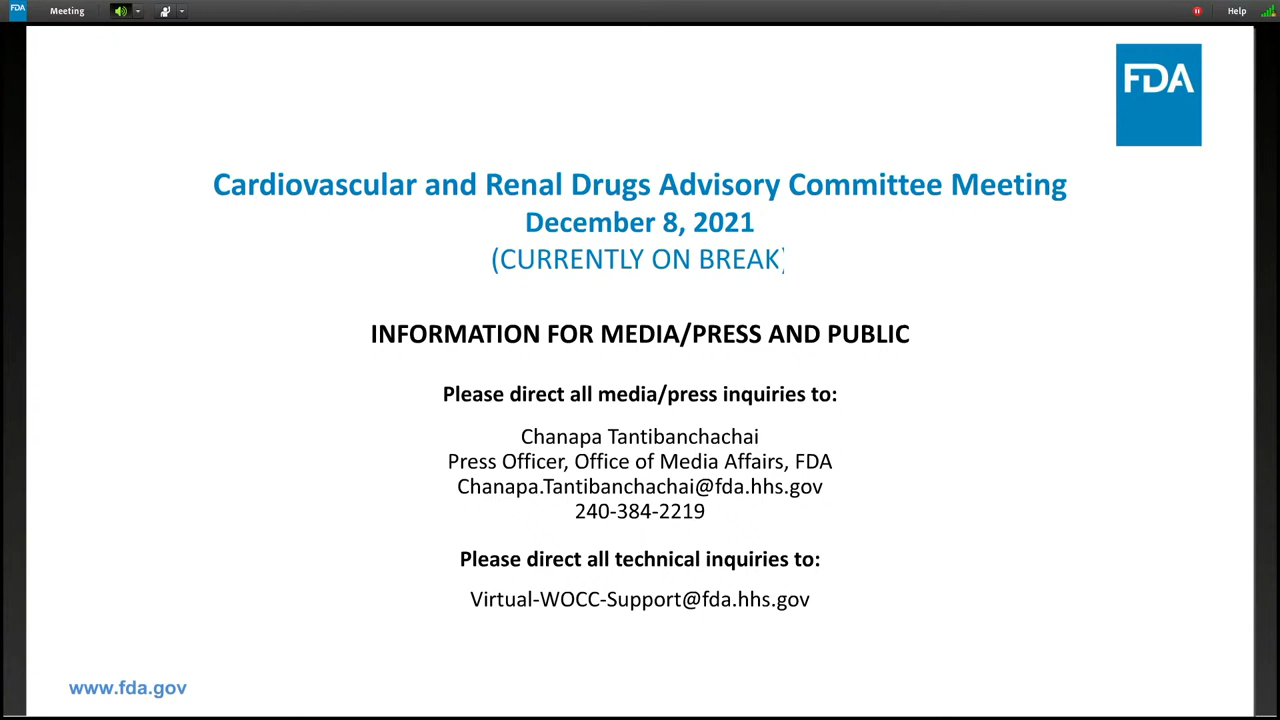 FDA Meeting Help
FDA
Cardiovascular and Renal Drugs Advisory Committee Meeting
December 8, 2021
(CURRENTLY ON BREAK)
INFORMATION FOR MEDIA/PRESS AND PUBLIC
Please direct all media/press inquiries to:
Chanapa Tantibanchachai
Press Officer, Office of Media Affairs, FDA
Chanapa.Tantibanchachai@fda.hhs.gov
240-384-2219
Please direct all technical inquiries to:
Virtual-WOCC-Support@fda.hhs.gov
www.fda.gov